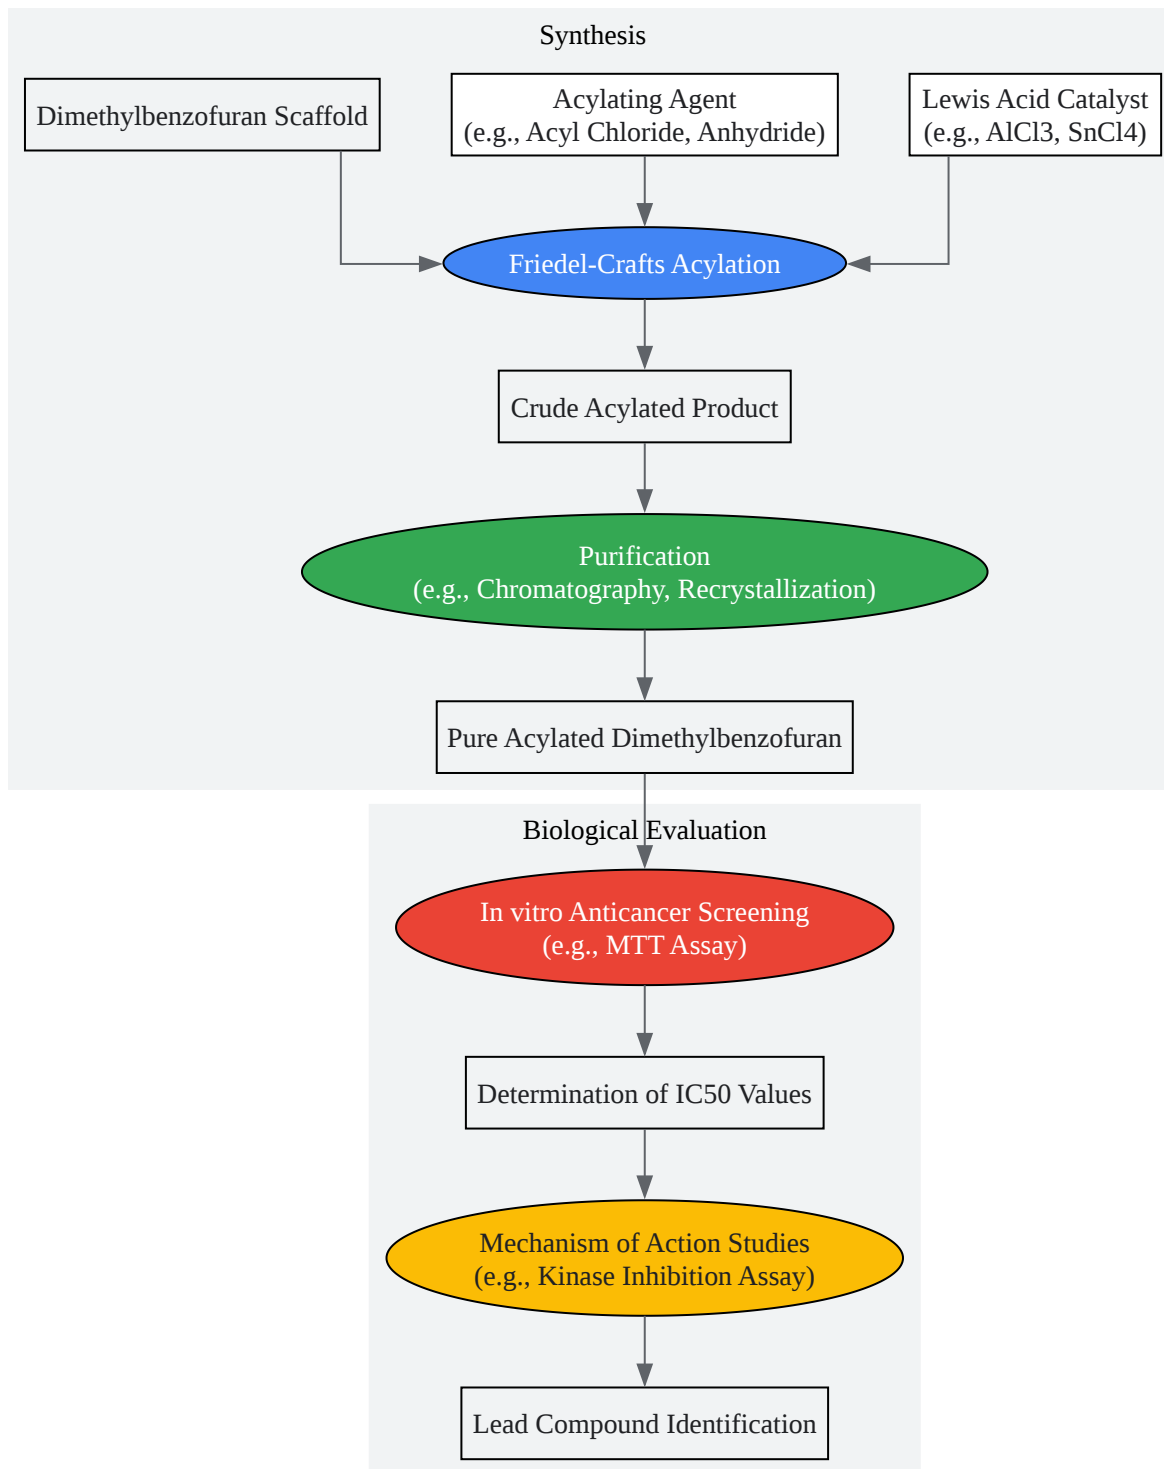 Synthesis
Dimethylbenzofuran Scaffold
Acylating Agent
(e.g., Acyl Chloride, Anhydride)
Lewis Acid Catalyst
(e.g., AlCl3, SnCl4)
Friedel-Crafts Acylation
Crude Acylated Product
Purification
(e.g., Chromatography, Recrystallization)
Pure Acylated Dimethylbenzofuran
Biological Evaluation
In vitro Anticancer Screening
(e.g., MTT Assay)
Determination of IC50 Values
Mechanism of Action Studies
(e.g., Kinase Inhibition Assay)
Lead Compound Identification